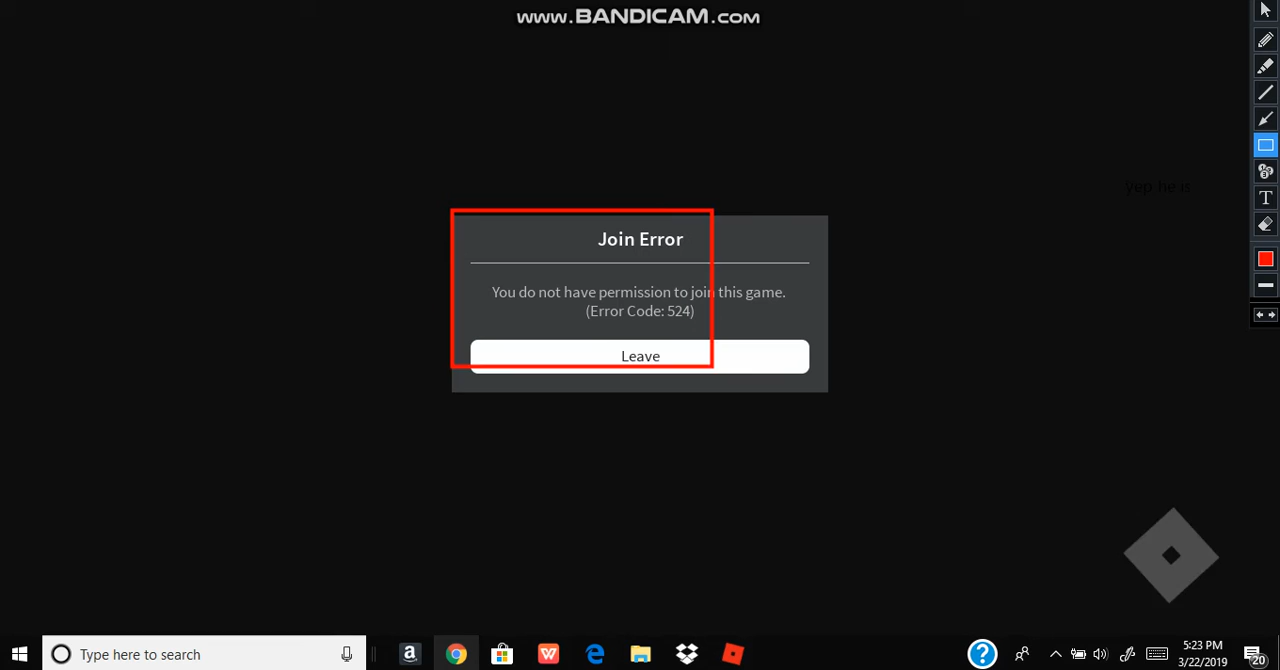 www.BANDICAM.com
yep he is
Join Error
You do not have permission to join this game.
(Error Code: 524)
Leave
T
Type here to search
a
W
e
?
5:23 PM
3/22/2019
20